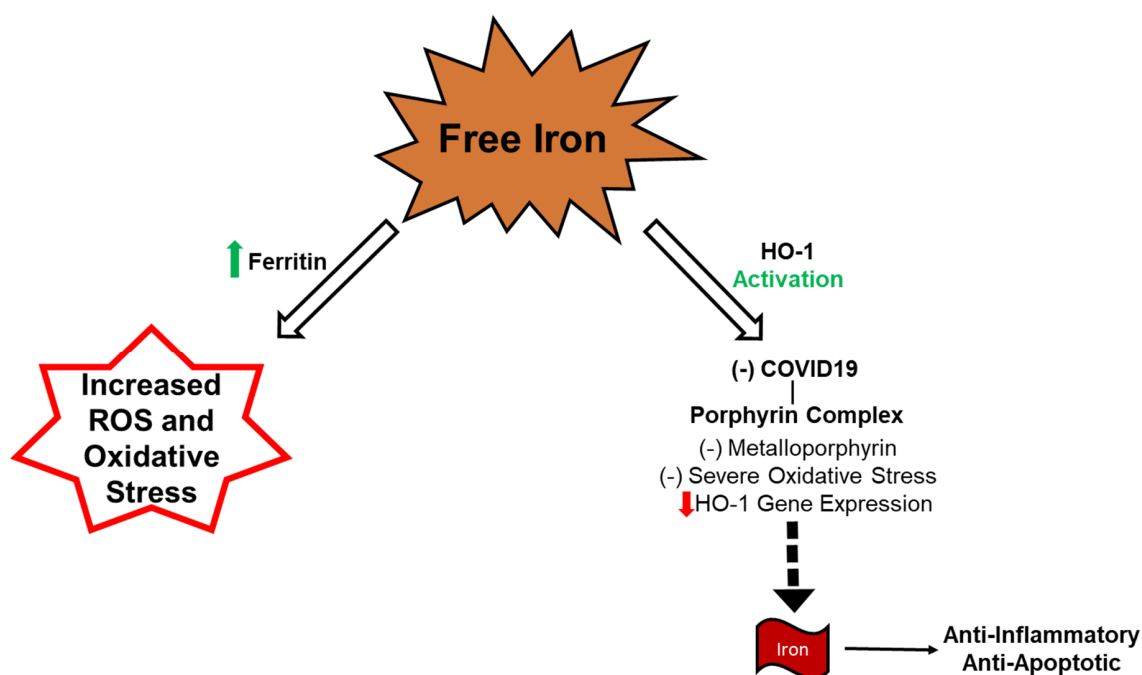 Free Iron
Ferritin
HO-1
Activation
Increased
ROS and
Oxidative
Stress
(-) COVID19
Porphyrin Complex
(-) Metalloporphyrin
(-) Severe Oxidative Stress
HO-1 Gene Expression
Iron
Anti-Inflammatory
Anti-Apoptotic